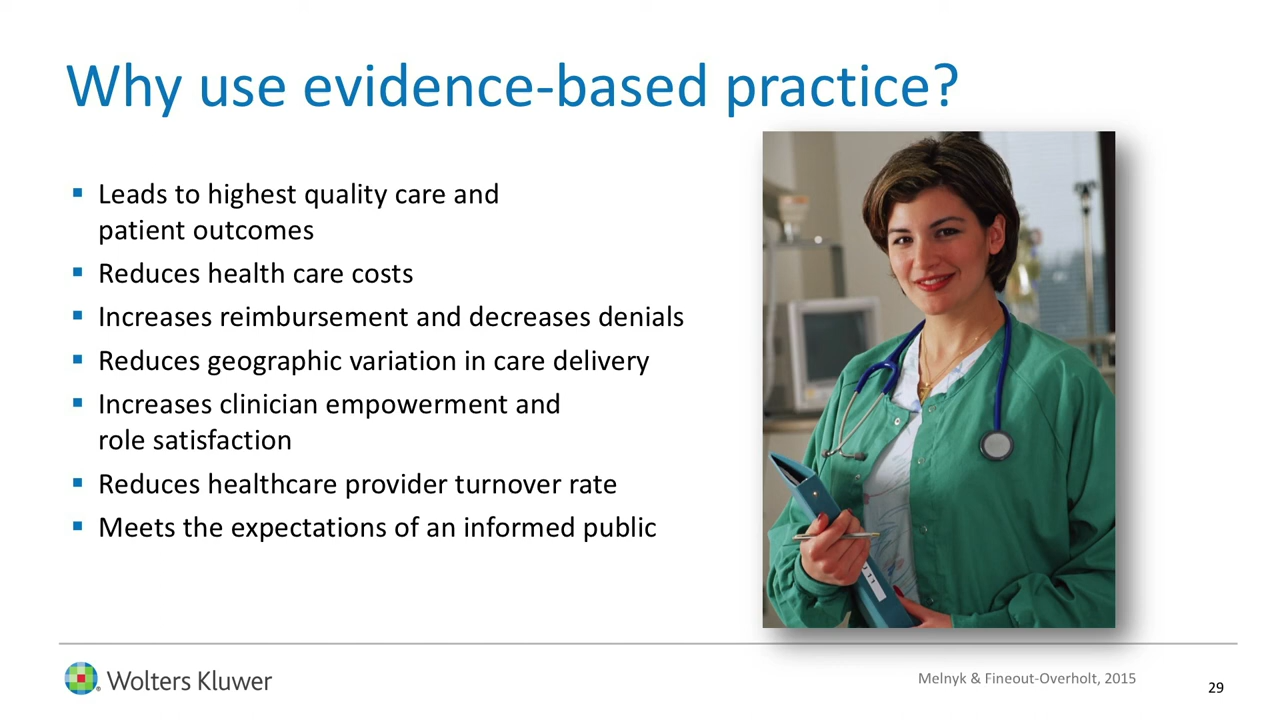 Why use evidence-based practice?
▪ Leads to highest quality care and
patient outcomes
▪ Reduces health care costs
▪ Increases reimbursement and decreases denials
▪ Reduces geographic variation in care delivery
▪ Increases clinician empowerment and
role satisfaction
▪ Reduces healthcare provider turnover rate
▪ Meets the expectations of an informed public
Wolters Kluwer
Melnyk & Fineout-Overholt, 2015
29